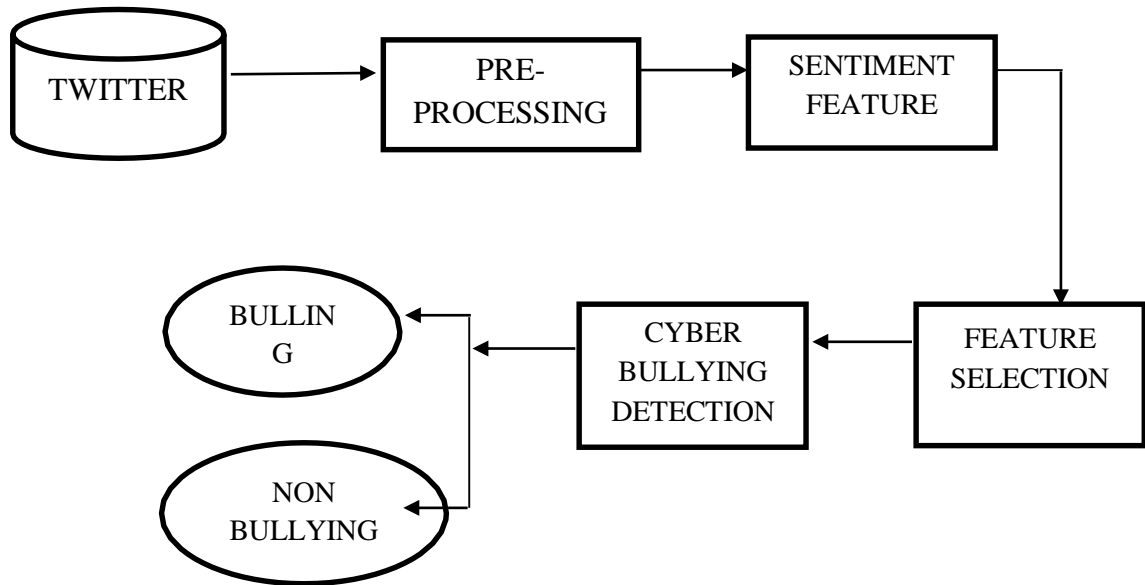 TWITTER
PRE-
PROCESSING
SENTIMENT
FEATURE
FEATURE
SELECTION
CYBER
BULLYING
DETECTION
BULLIN
G
NON
BULLYING